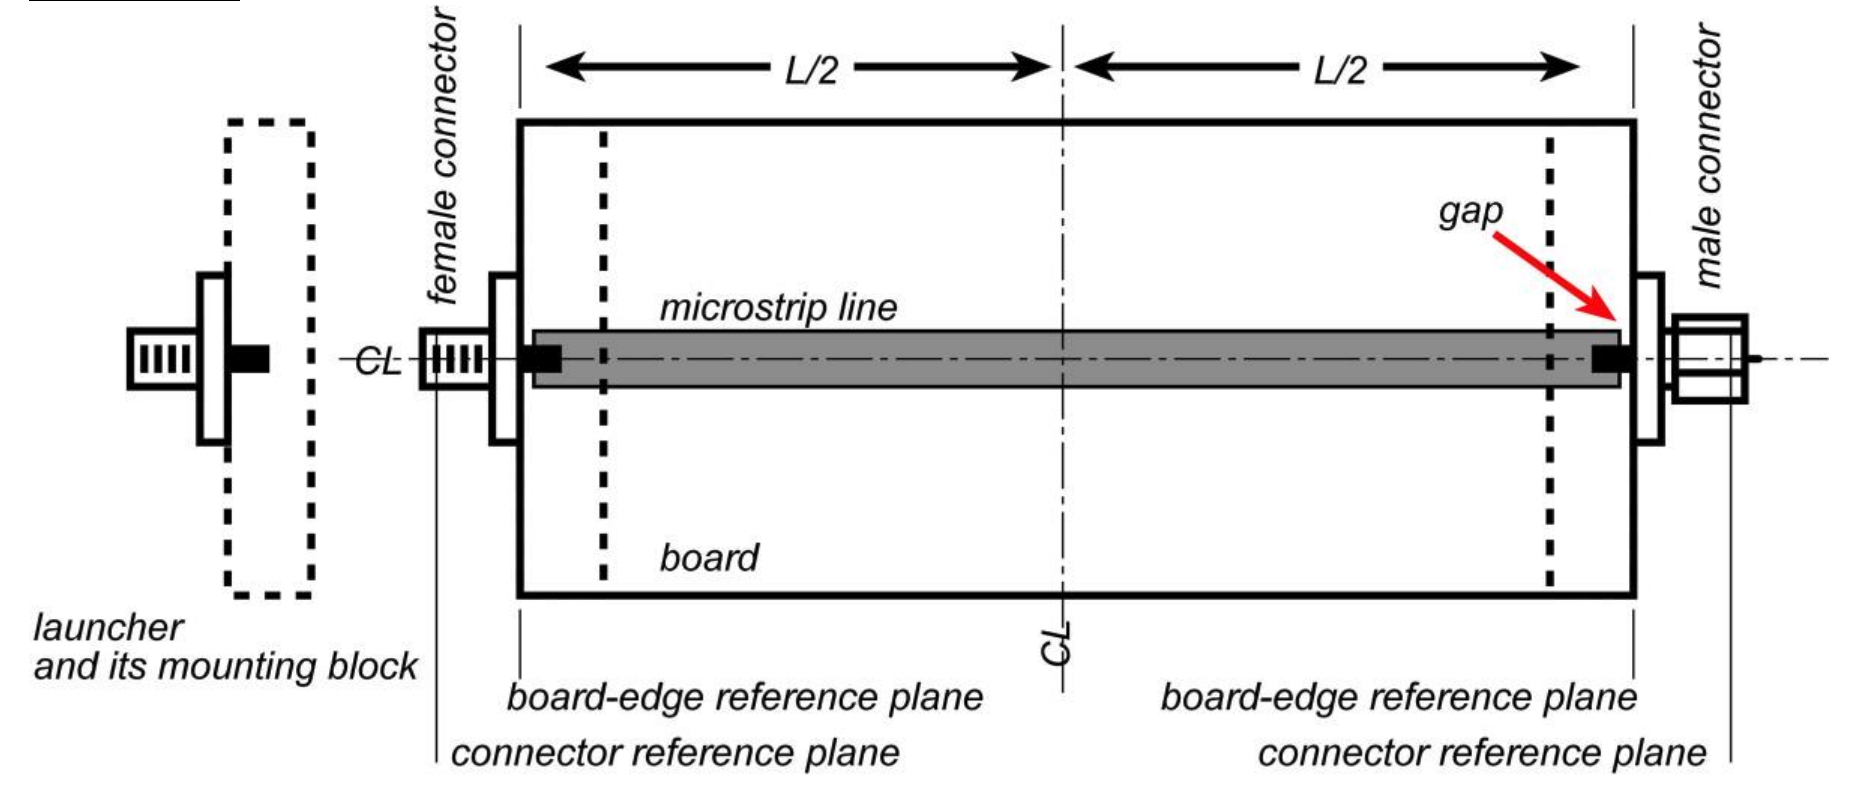 female connector
L/2
L/2
male connector
gap
microstrip line
CL
board
launcher
and its mounting block
CL
board-edge reference plane
board-edge reference plane
connector reference plane
connector reference plane